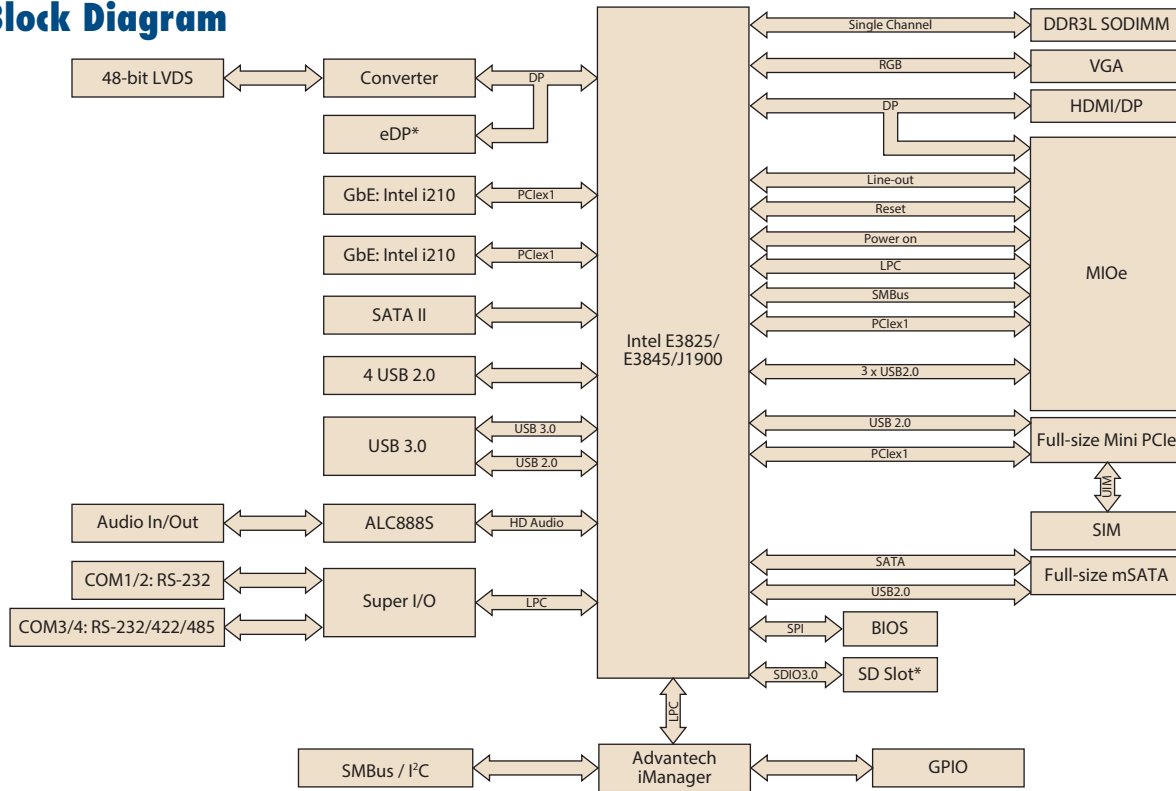 Block Diagram
48-bit LVDS
Converter
DP
eDP*
GbE: Intel i210
PCIex1
GbE: Intel i210
PCIex1
SATA II
4 USB 2.0
USB 3.0
USB 3.0
USB 2.0
Audio In/Out
ALC888S
HD Audio
COM1/2: RS-232
COM3/4: RS-232/422/485
Super I/O
LPC
Intel E3825/
E3845/J1900
Single Channel
DDR3L SODIMM
RGB
VGA
DP
HDMI/DP
Line-out
Reset
Power on
LPC
SMBus
PCIex1
3 x USB2.0
MIOe
USB 2.0
PCIex1
Full-size Mini PCIe
UIM
SIM
SATA
USB2.0
Full-size mSATA
SPI
BIOS
SDIO3.0
SD Slot*
LPC
SMBus / I²C
Advantech
iManager
GPIO